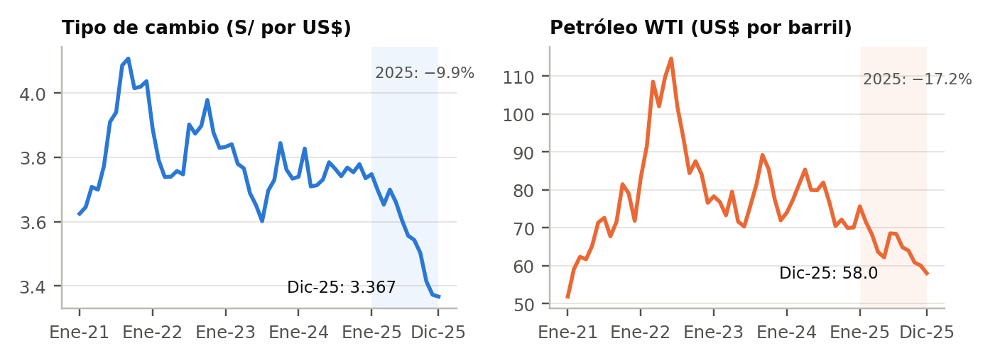 Tipo de cambio (S/ por US$)
2025: −9.9%
4.0
3.8
3.6
3.4
Dic-25: 3.367
Ene-21 Ene-22 Ene-23 Ene-24 Ene-25 Dic-25
Petróleo WTI (US$ por barril)
2025: −17.2%
110
100
90
80
70
60
50
Dic-25: 58.0
Ene-21 Ene-22 Ene-23 Ene-24 Ene-25 Dic-25